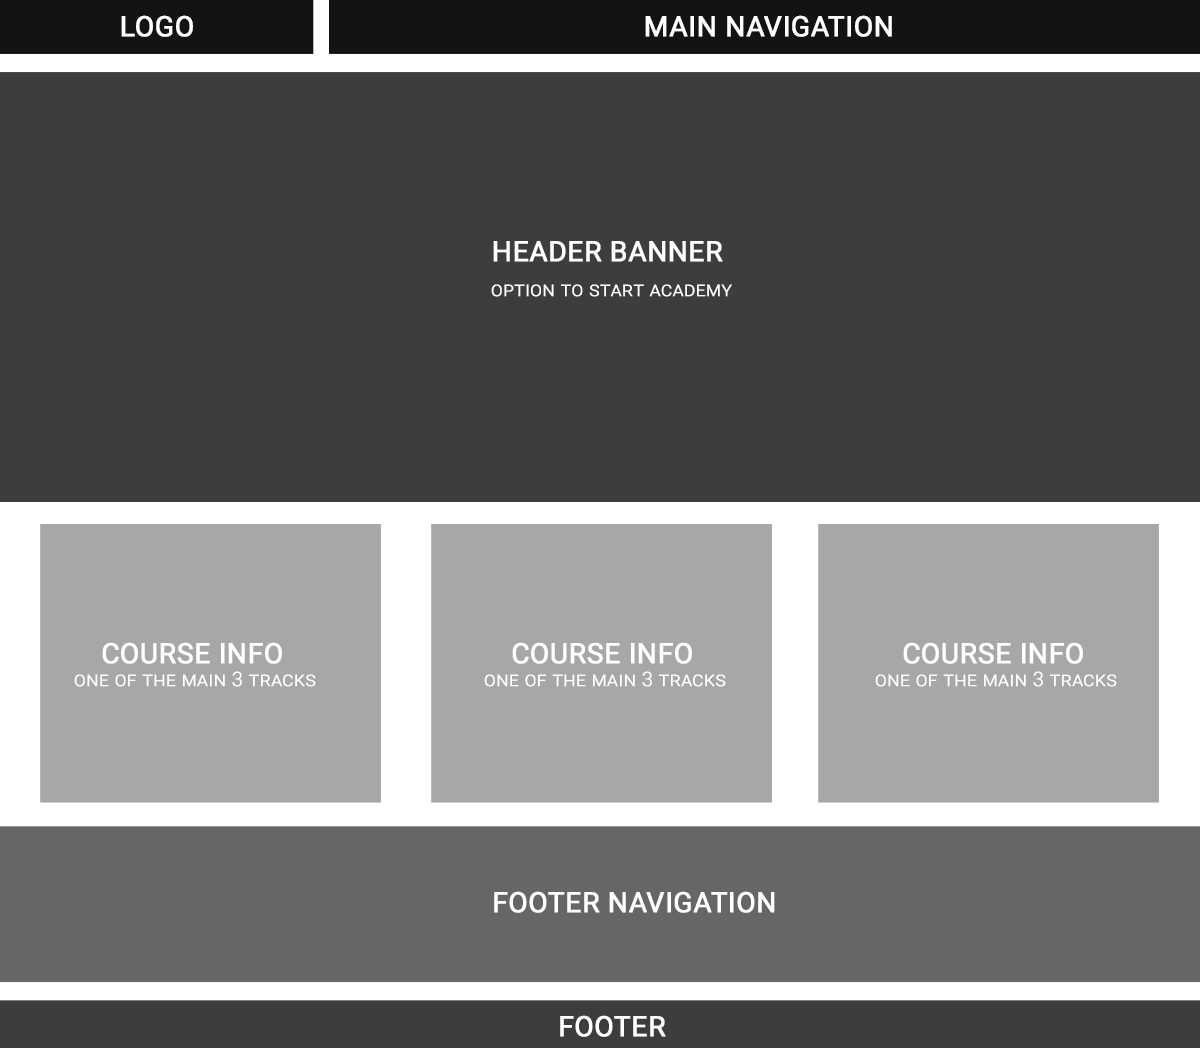 LOGO
MAIN NAVIGATION
HEADER BANNER
OPTION TO START ACADEMY
COURSE INFO
ONE OF THE MAIN 3 TRACKS
COURSE INFO
ONE OF THE MAIN 3 TRACKS
COURSE INFO
ONE OF THE MAIN 3 TRACKS
FOOTER NAVIGATION
FOOTER